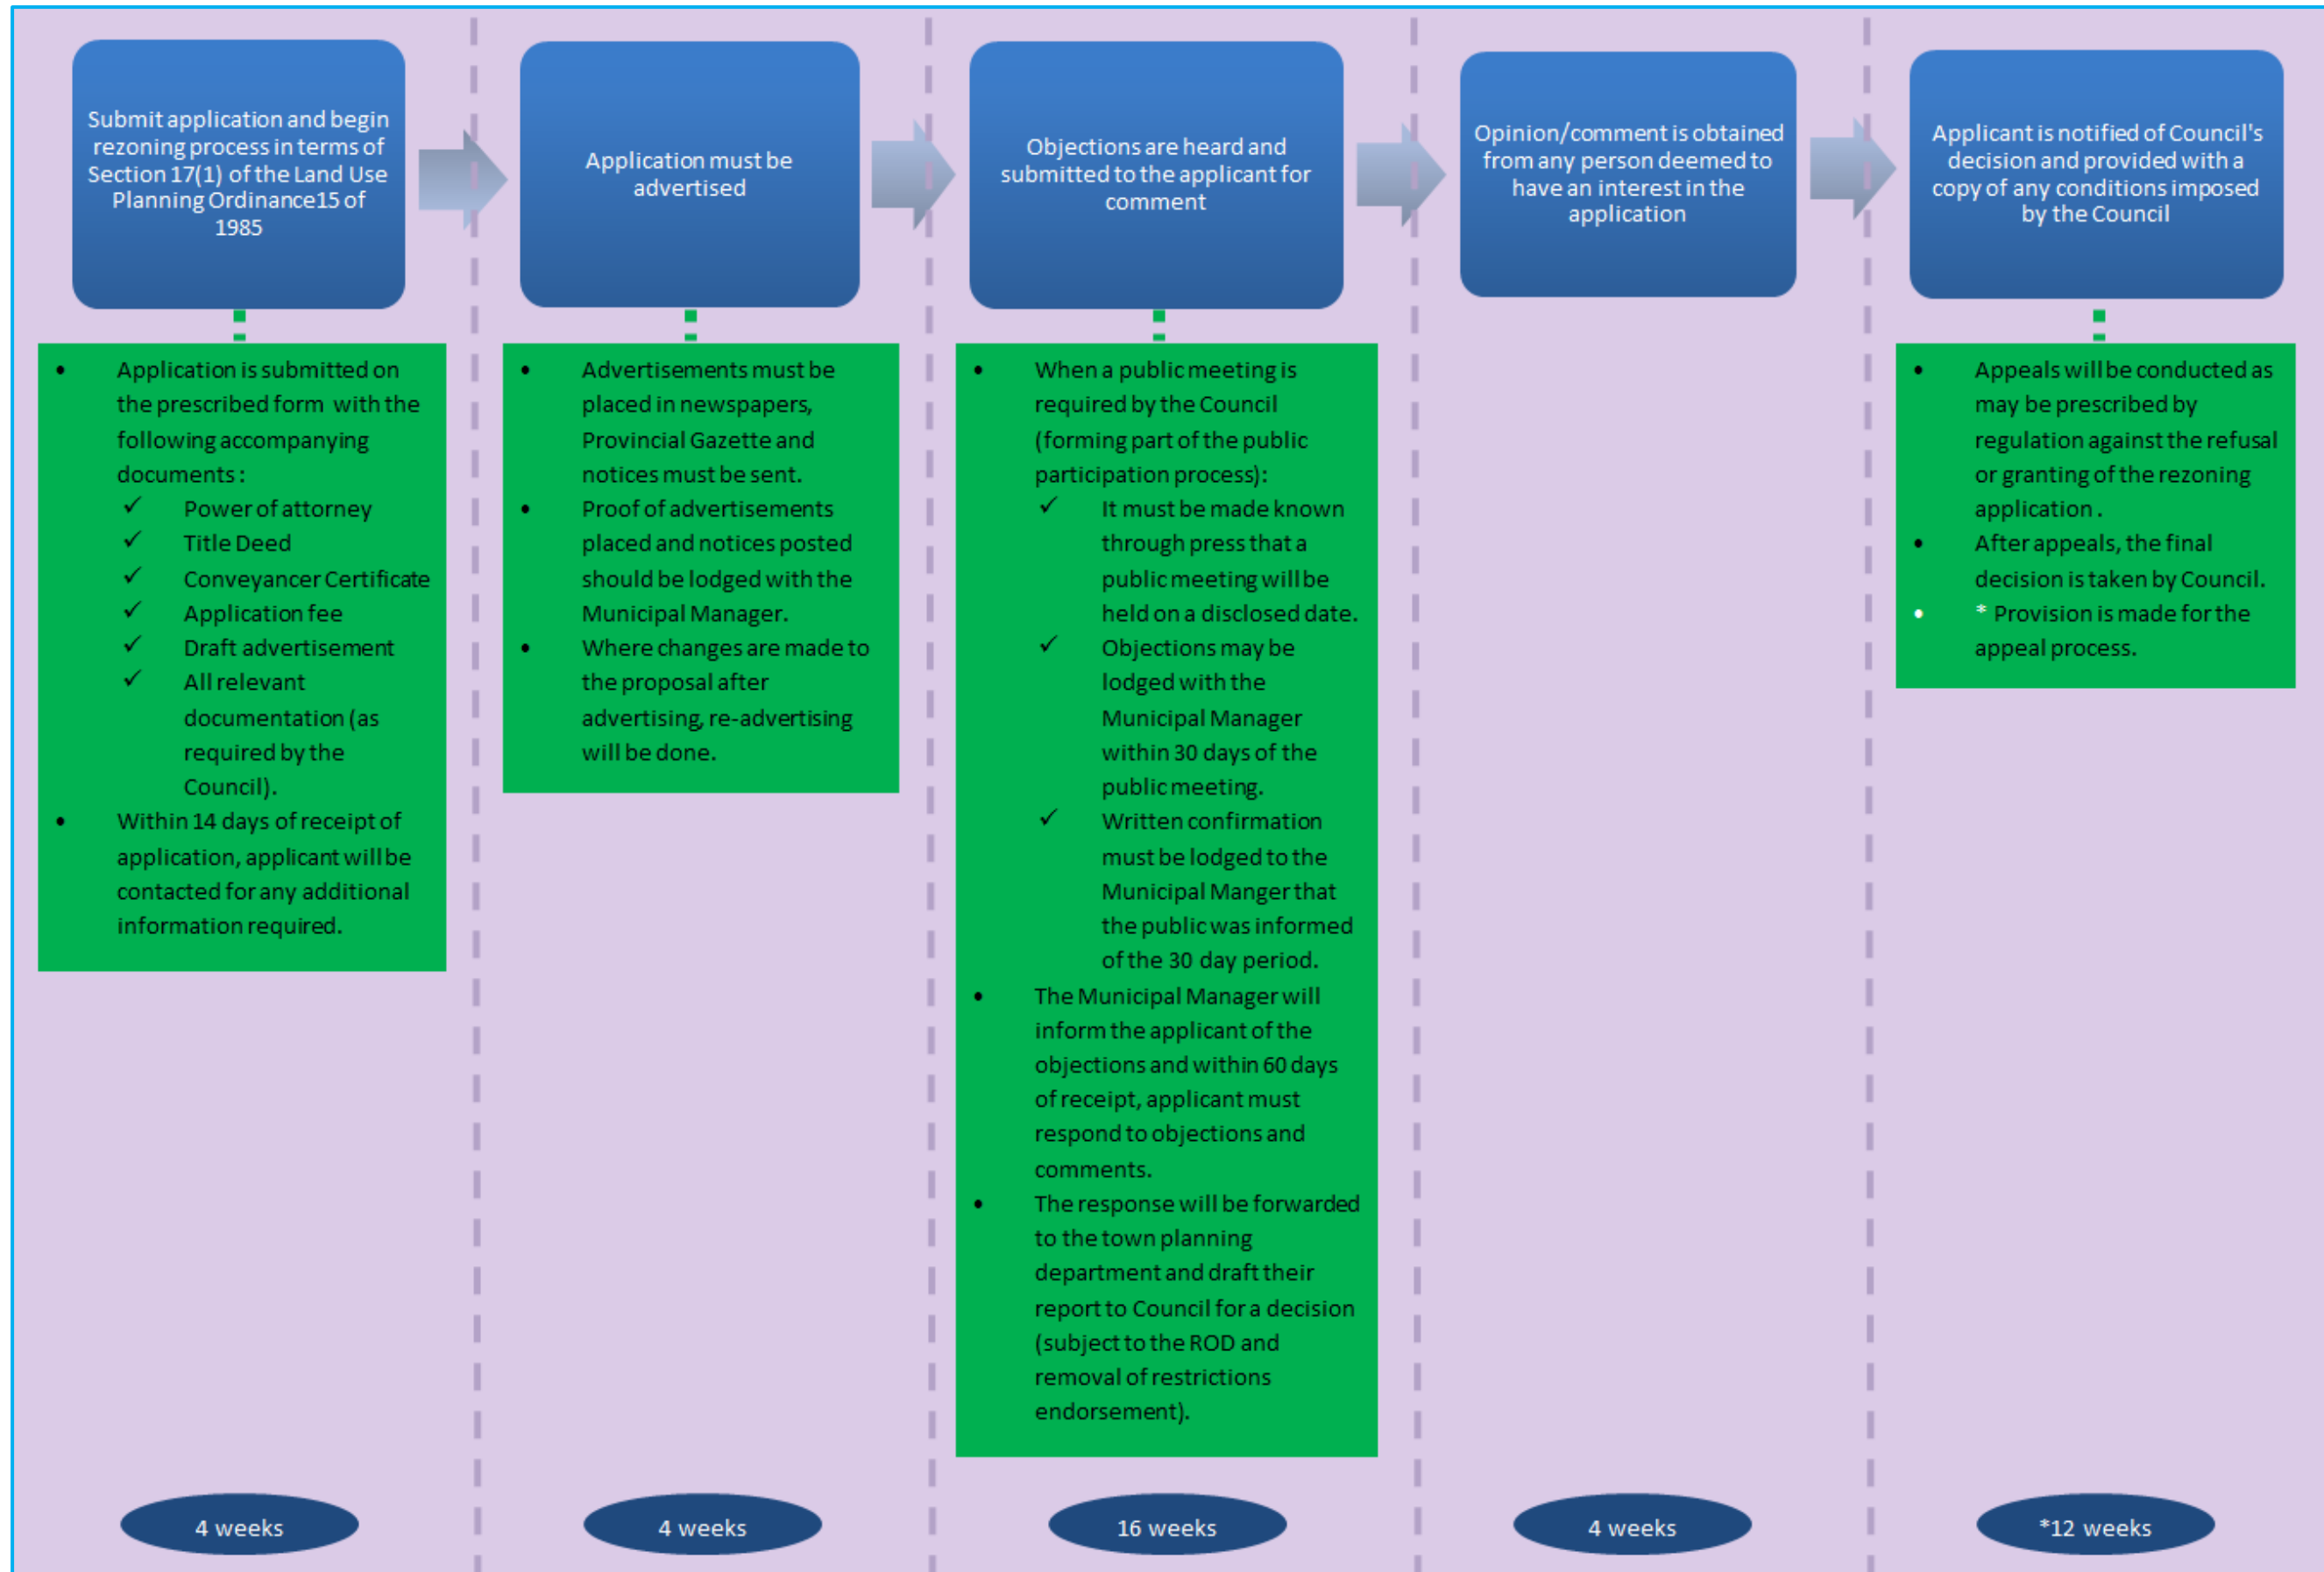 Submit application and begin
rezoning process in terms of
Section 17(1) of the Land Use
Planning Ordinance15 of
1985
Application must be
advertised
Objections are heard and
submitted to the applicant for
comment
Opinion/comment is obtained
from any person deemed to
have an interest in the
application
Applicant is notified of Council's
decision and provided with a
copy of any conditions imposed
by the Council
• Application is submitted on
the prescribed form with the
following accompanying
documents :
✓ Power of attorney
✓ Title Deed
✓ Conveyancer Certificate
✓ Application fee
✓ Draft advertisement
✓ All relevant
documentation (as
required by the
Council).
• Within 14 days of receipt of
application, applicant will be
contacted for any additional
information required.
• Advertisements must be
placed in newspapers,
Provincial Gazette and
notices must be sent.
• Proof of advertisements
placed and notices posted
should be lodged with the
Municipal Manager.
• Where changes are made to
the proposal after
advertising, re-advertising
will be done.
• When a public meeting is
required by the Council
(forming part of the public
participation process):
✓ It must be made known
through press that a
public meeting will be
held on a disclosed date.
✓ Objections may be
lodged with the
Municipal Manager
within 30 days of the
public meeting.
✓ Written confirmation
must be lodged to the
Municipal Manger that
the public was informed
of the 30 day period.
• The Municipal Manager will
inform the applicant of the
objections and within 60 days
of receipt, applicant must
respond to objections and
comments.
• The response will be forwarded
to the town planning
department and draft their
report to Council for a decision
(subject to the ROD and
removal of restrictions
endorsement).
• Appeals will be conducted as
may be prescribed by
regulation against the refusal
or granting of the rezoning
application .
• After appeals, the final
decision is taken by Council.
• * Provision is made for the
appeal process.
4 weeks
4 weeks
16 weeks
4 weeks
*12 weeks